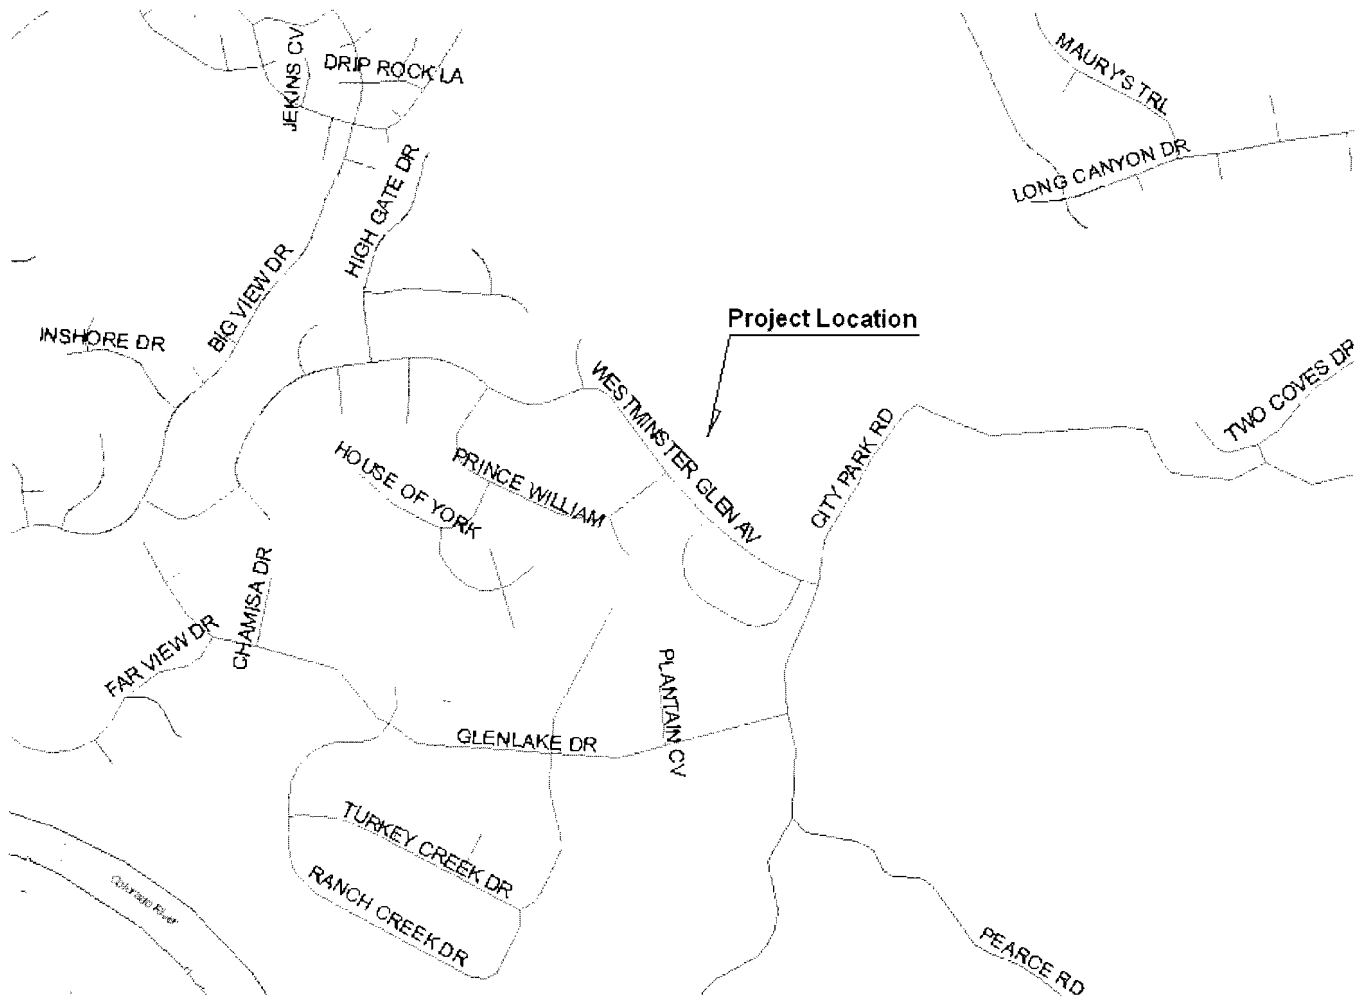 JEKINS CV
DRIP ROCK LA
MAURY'S TRL
LONG CANYON DR
HIGH GATE DR
BIG VIEW DR
INSHORE DR
Project Location
WESTMINSTER GLEN AV
CITY PARK RD
TWO COVES DR
HOUSE OF YORK
PRINCE WILLIAM
CHAMISA DR
FAR VIEW DR
PLANTAIN CV
GLENLAKE DR
TURKEY CREEK DR
RANCH CREEK DR
Colorado River
PEARCE RD